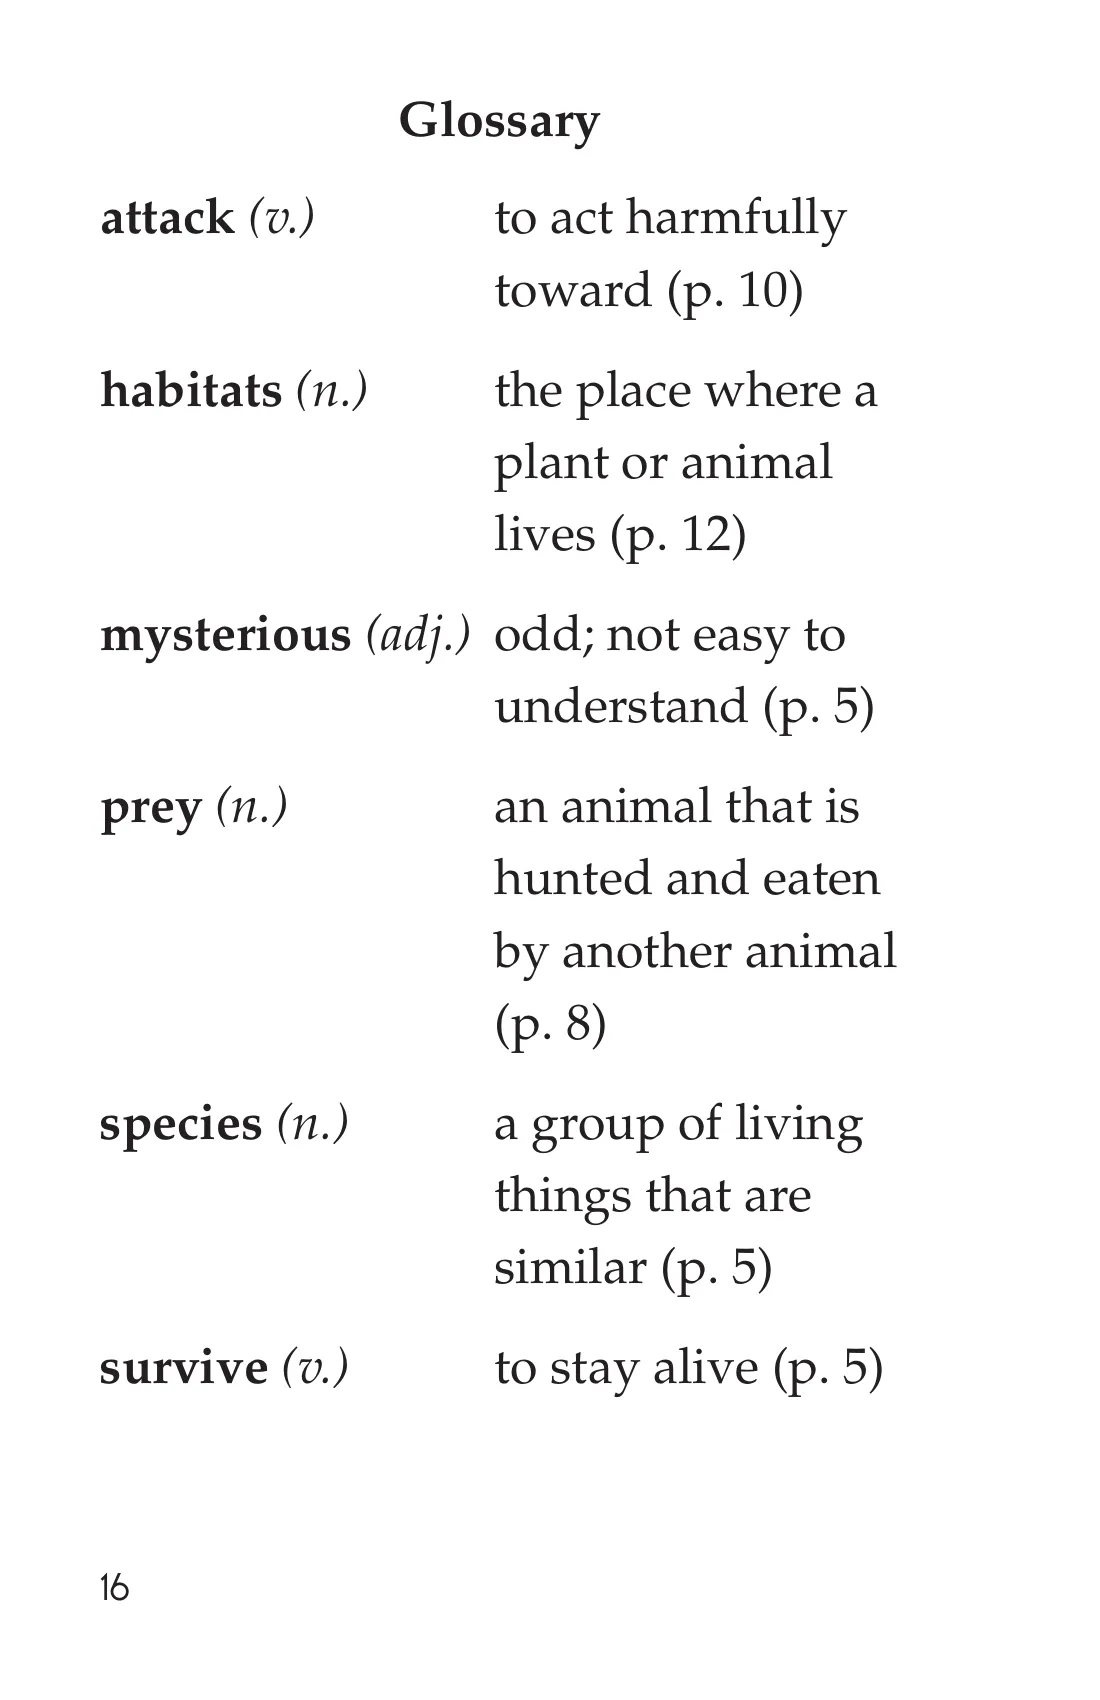 Glossary
attack (v.) to act harmfully
toward (p. 10)
habitats (n.) the place where a
plant or animal
lives (p. 12)
mysterious (adj.) odd; not easy to
understand (p. 5)
prey (n.) an animal that is
hunted and eaten
by another animal
(p. 8)
species (n.) a group of living
things that are
similar (p. 5)
survive (v.) to stay alive (p. 5)
16